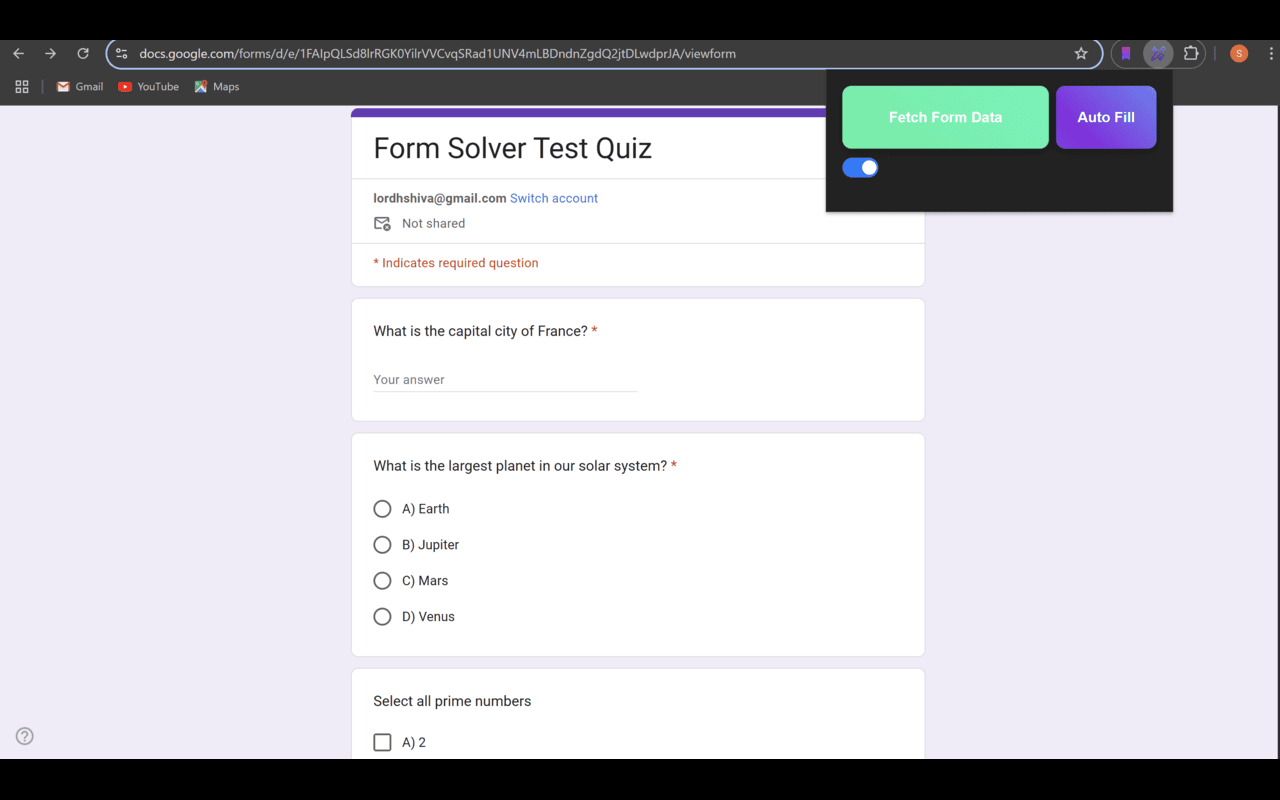 docs.google.com/forms/d/e/1FAIpQLSd8lrRGK0YilrVVCvqSRad1UNV4mLBDndnZgdQ2jtDLwdprJA/viewform
S
Gmail
YouTube
Maps
Fetch Form Data
Auto Fill
Form Solver Test Quiz
lordhshiva@gmail.com Switch account
Not shared
* Indicates required question
What is the capital city of France? *
Your answer
What is the largest planet in our solar system? *
A) Earth
B) Jupiter
C) Mars
D) Venus
Select all prime numbers
A) 2